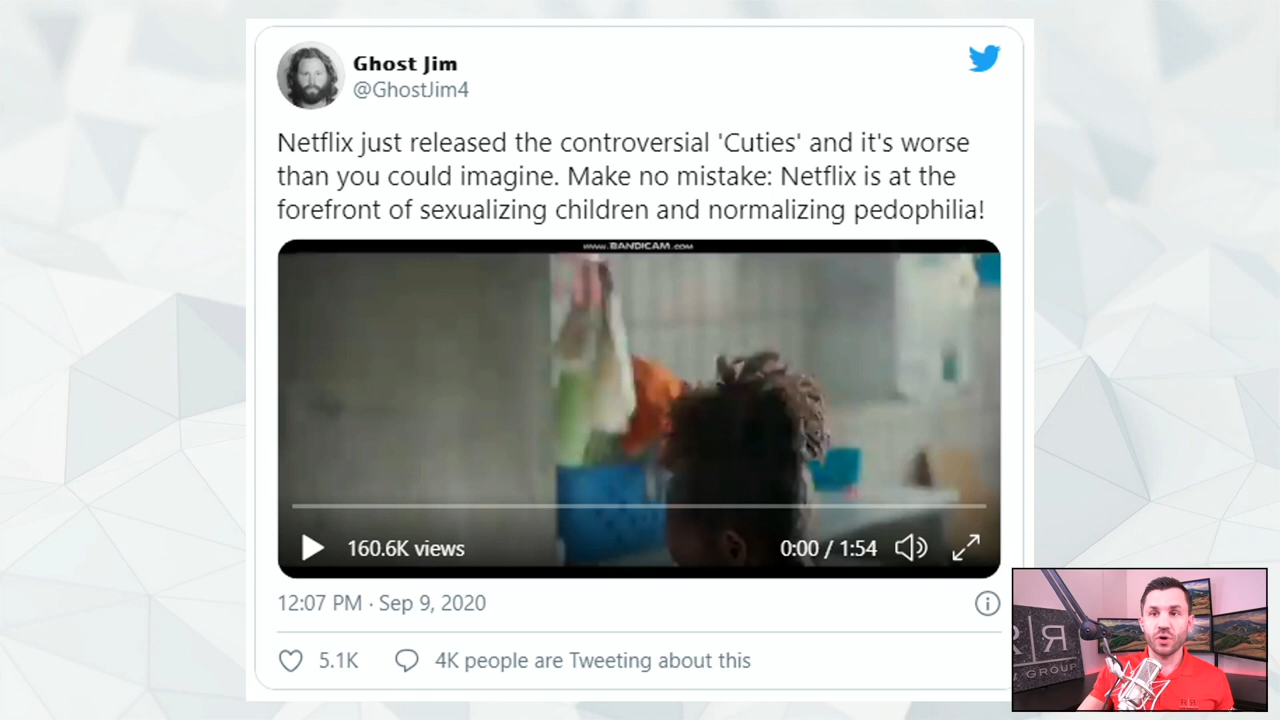 Ghost Jim
@GhostJim4
Netflix just released the controversial 'Cuties' and it's worse
than you could imagine. Make no mistake: Netflix is at the
forefront of sexualizing children and normalizing pedophilia!
www.BANDICAM.com
160.6K views
0:00 / 1:54
12:07 PM · Sep 9, 2020
5.1K
4K people are Tweeting about this
R|R
GROUP